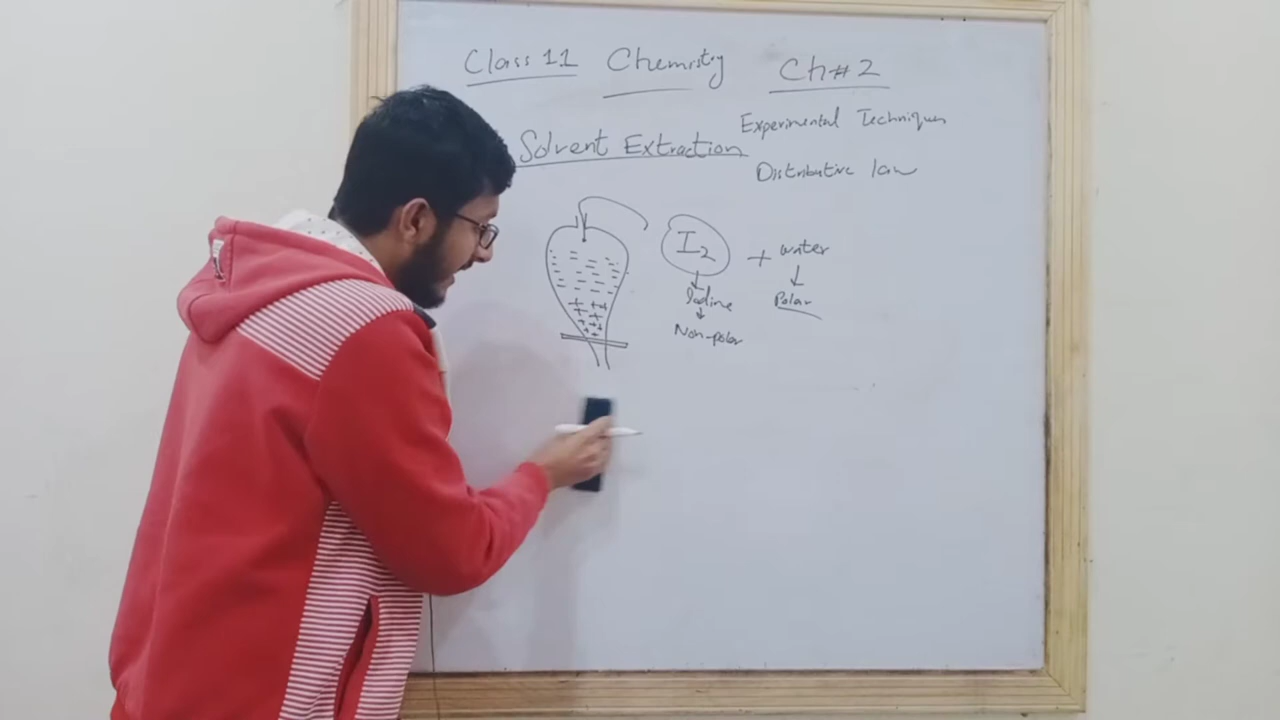 Class 11 Chemistry Ch#2
Experimental Techniques
Solvent Extraction
Distributive law
I2 + water
Iodine Polar
Non-polar